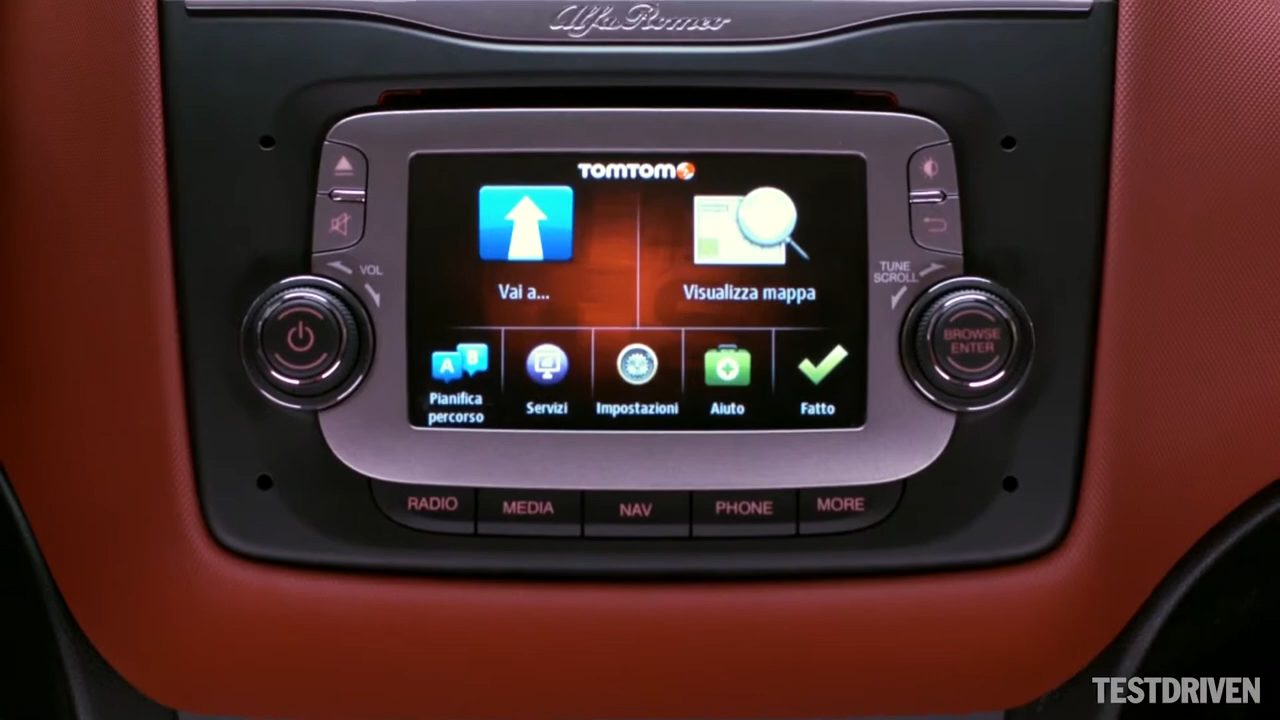 Alfa Romeo
TOMTOM
VOL
TUNE
SCROLL
Vai a...
Visualizza mappa
BROWSE
ENTER
A B
Pianifica
percorso
Servizi
Impostazioni
Aiuto
Fatto
RADIO
MEDIA
NAV
PHONE
MORE
TESTDRIVEN